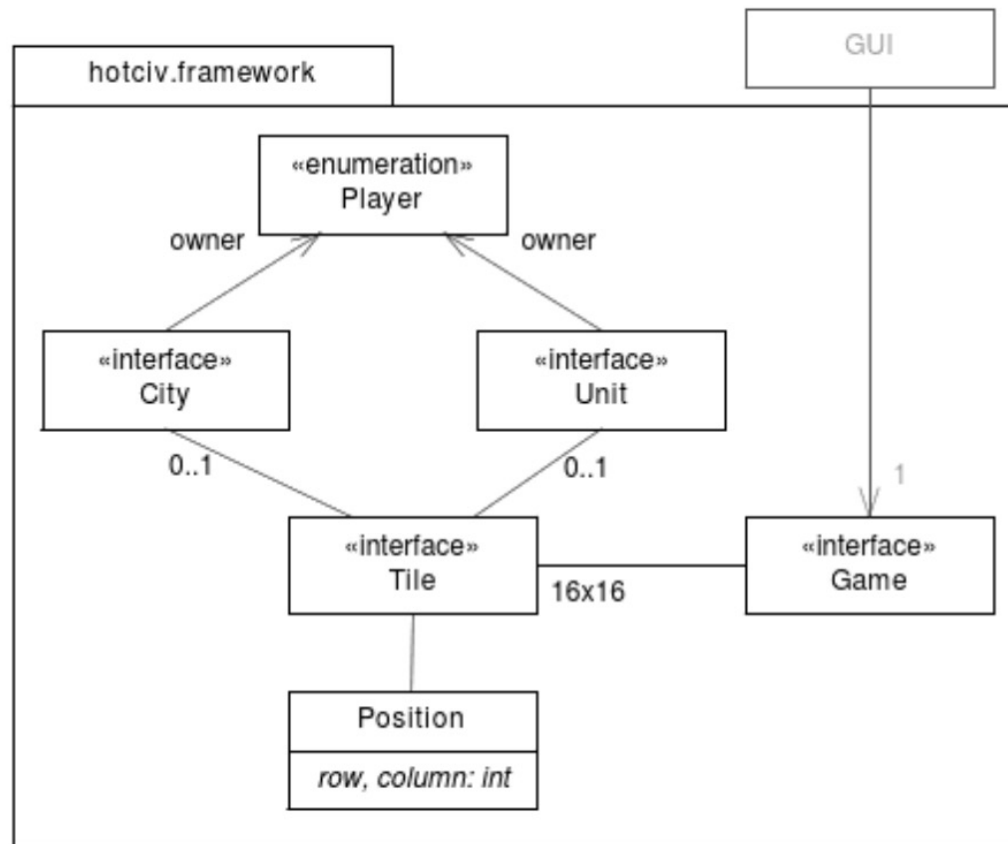 GUI
hotciv.framework
«enumeration»
Player
owner
owner
«interface»
City
«interface»
Unit
0..1
0..1
1
«interface»
Tile
16x16
«interface»
Game
Position
row, column: int